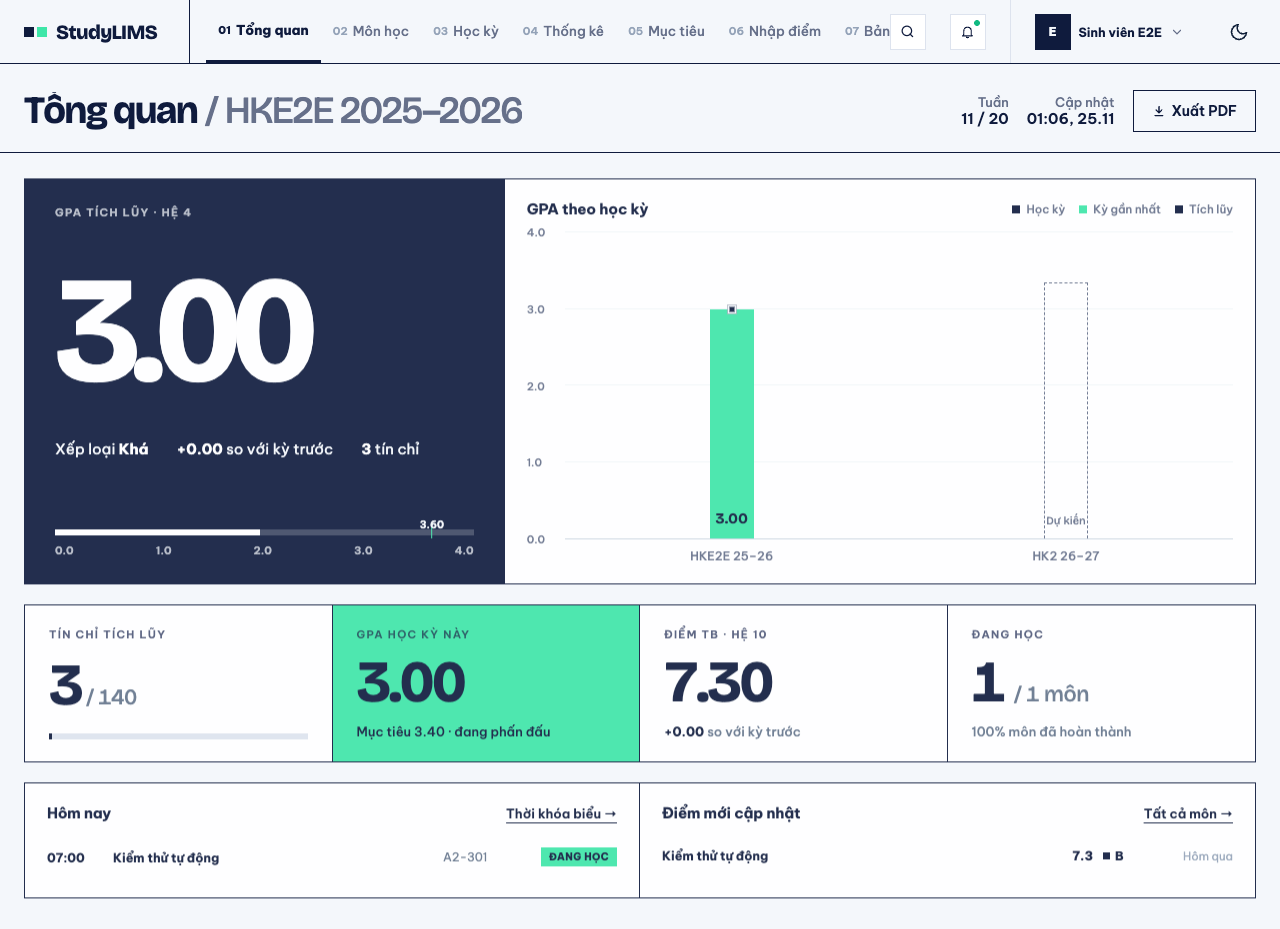 StudyLIMS
01 Tổng quan
02 Môn học
03 Học kỳ
04 Thống kê
05 Mục tiêu
06 Nhập điểm
07 Bản
E
Sinh viên E2E
Tổng quan / HKE2E 2025–2026
Tuần
11 / 20
Cập nhật
01:06, 25.11
Xuất PDF
GPA TÍCH LŨY · HỆ 4
3.00
Xếp loại Khá
+0.00 so với kỳ trước
3 tín chỉ
3.60
0.0 1.0 2.0 3.0 4.0
GPA theo học kỳ
Học kỳ
Kỳ gần nhất
Tích lũy
4.0
3.0
2.0
1.0
0.0
3.00
Dự kiến
HKE2E 25–26
HK2 26–27
TÍN CHỈ TÍCH LŨY
3 / 140
GPA HỌC KỲ NÀY
3.00
Mục tiêu 3.40 · đang phấn đấu
ĐIỂM TB · HỆ 10
7.30
+0.00 so với kỳ trước
ĐANG HỌC
1 / 1 môn
100% môn đã hoàn thành
Hôm nay
Thời khóa biểu →
07:00 Kiểm thử tự động A2-301 ĐANG HỌC
Điểm mới cập nhật
Tất cả môn →
Kiểm thử tự động 7.3 B Hôm qua